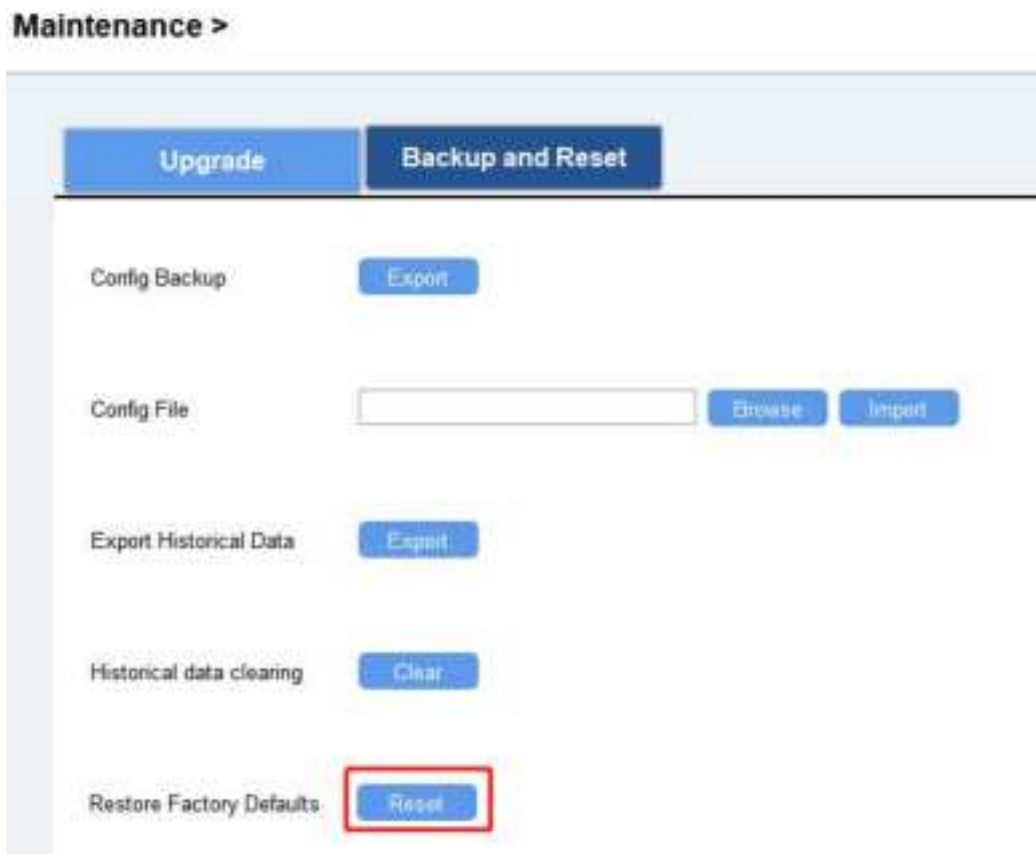 Maintenance >
Upgrade Backup and Reset
Config Backup Export
Config File Browse Import
Export Historical Data Export
Historical data clearing Clear
Restore Factory Defaults Reset